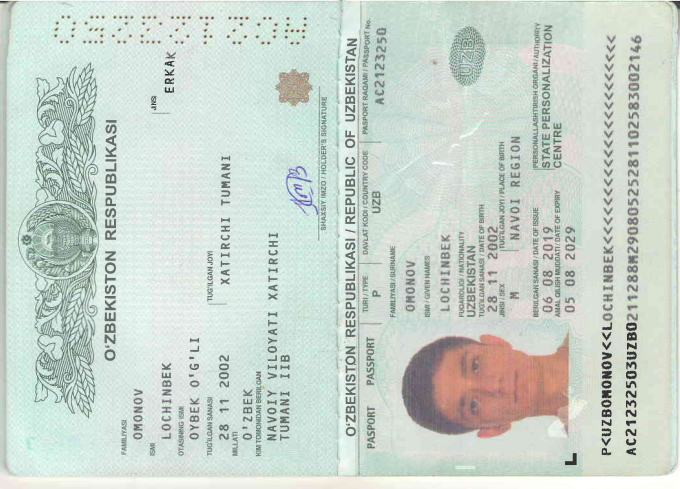 O'ZBEKISTON RESPUBLIKASI
FAMILIYASI
OMONOV
ISMI
LOCHINBEK
OTASINING ISMI
OYBEK O'G'LI
TUG'ILGAN SANASI
28 11 2002
TUG'ILGAN JOYI
XATIRCHI TUMANI
JINSI
ERKAK
MILLATI
O'ZBEK
KIM TOMONIDAN BERILGAN
NAVOIY VILOYATI XATIRCHI
TUMANI IIB
SHAXSIY IMZO / HOLDER'S SIGNATURE
O'ZBEKISTON RESPUBLIKASI / REPUBLIC OF UZBEKISTAN
PASSPORT PASSPORT
TURI / TYPE
P
DAVLAT KODI / COUNTRY CODE
UZB
PASPORT RAQAMI / PASSPORT No.
AC2123250
UZB
FAMILIYASI / SURNAME
OMONOV
ISMI / GIVEN NAMES
LOCHINBEK
FUQAROLIGI / NATIONALITY
UZBEKISTAN
TUG'ILGAN SANASI / DATE OF BIRTH
28 11 2002
JINSI / SEX
M
TUG'ILGAN JOYI / PLACE OF BIRTH
NAVOI REGION
BERILGAN SANASI / DATE OF ISSUE
06 08 2019
AMAL QILISH MUDDATI / DATE OF EXPIRY
05 08 2029
PERSONALLASHTIRISH ORGANI / AUTHORITY
STATE PERSONALIZATION
CENTRE
P<UZBOMONOV<<LOCHINBEK<<<<<<<<<<<<<<<<<<<<<<
AC21232503UZB0211288M29080525281102583002146